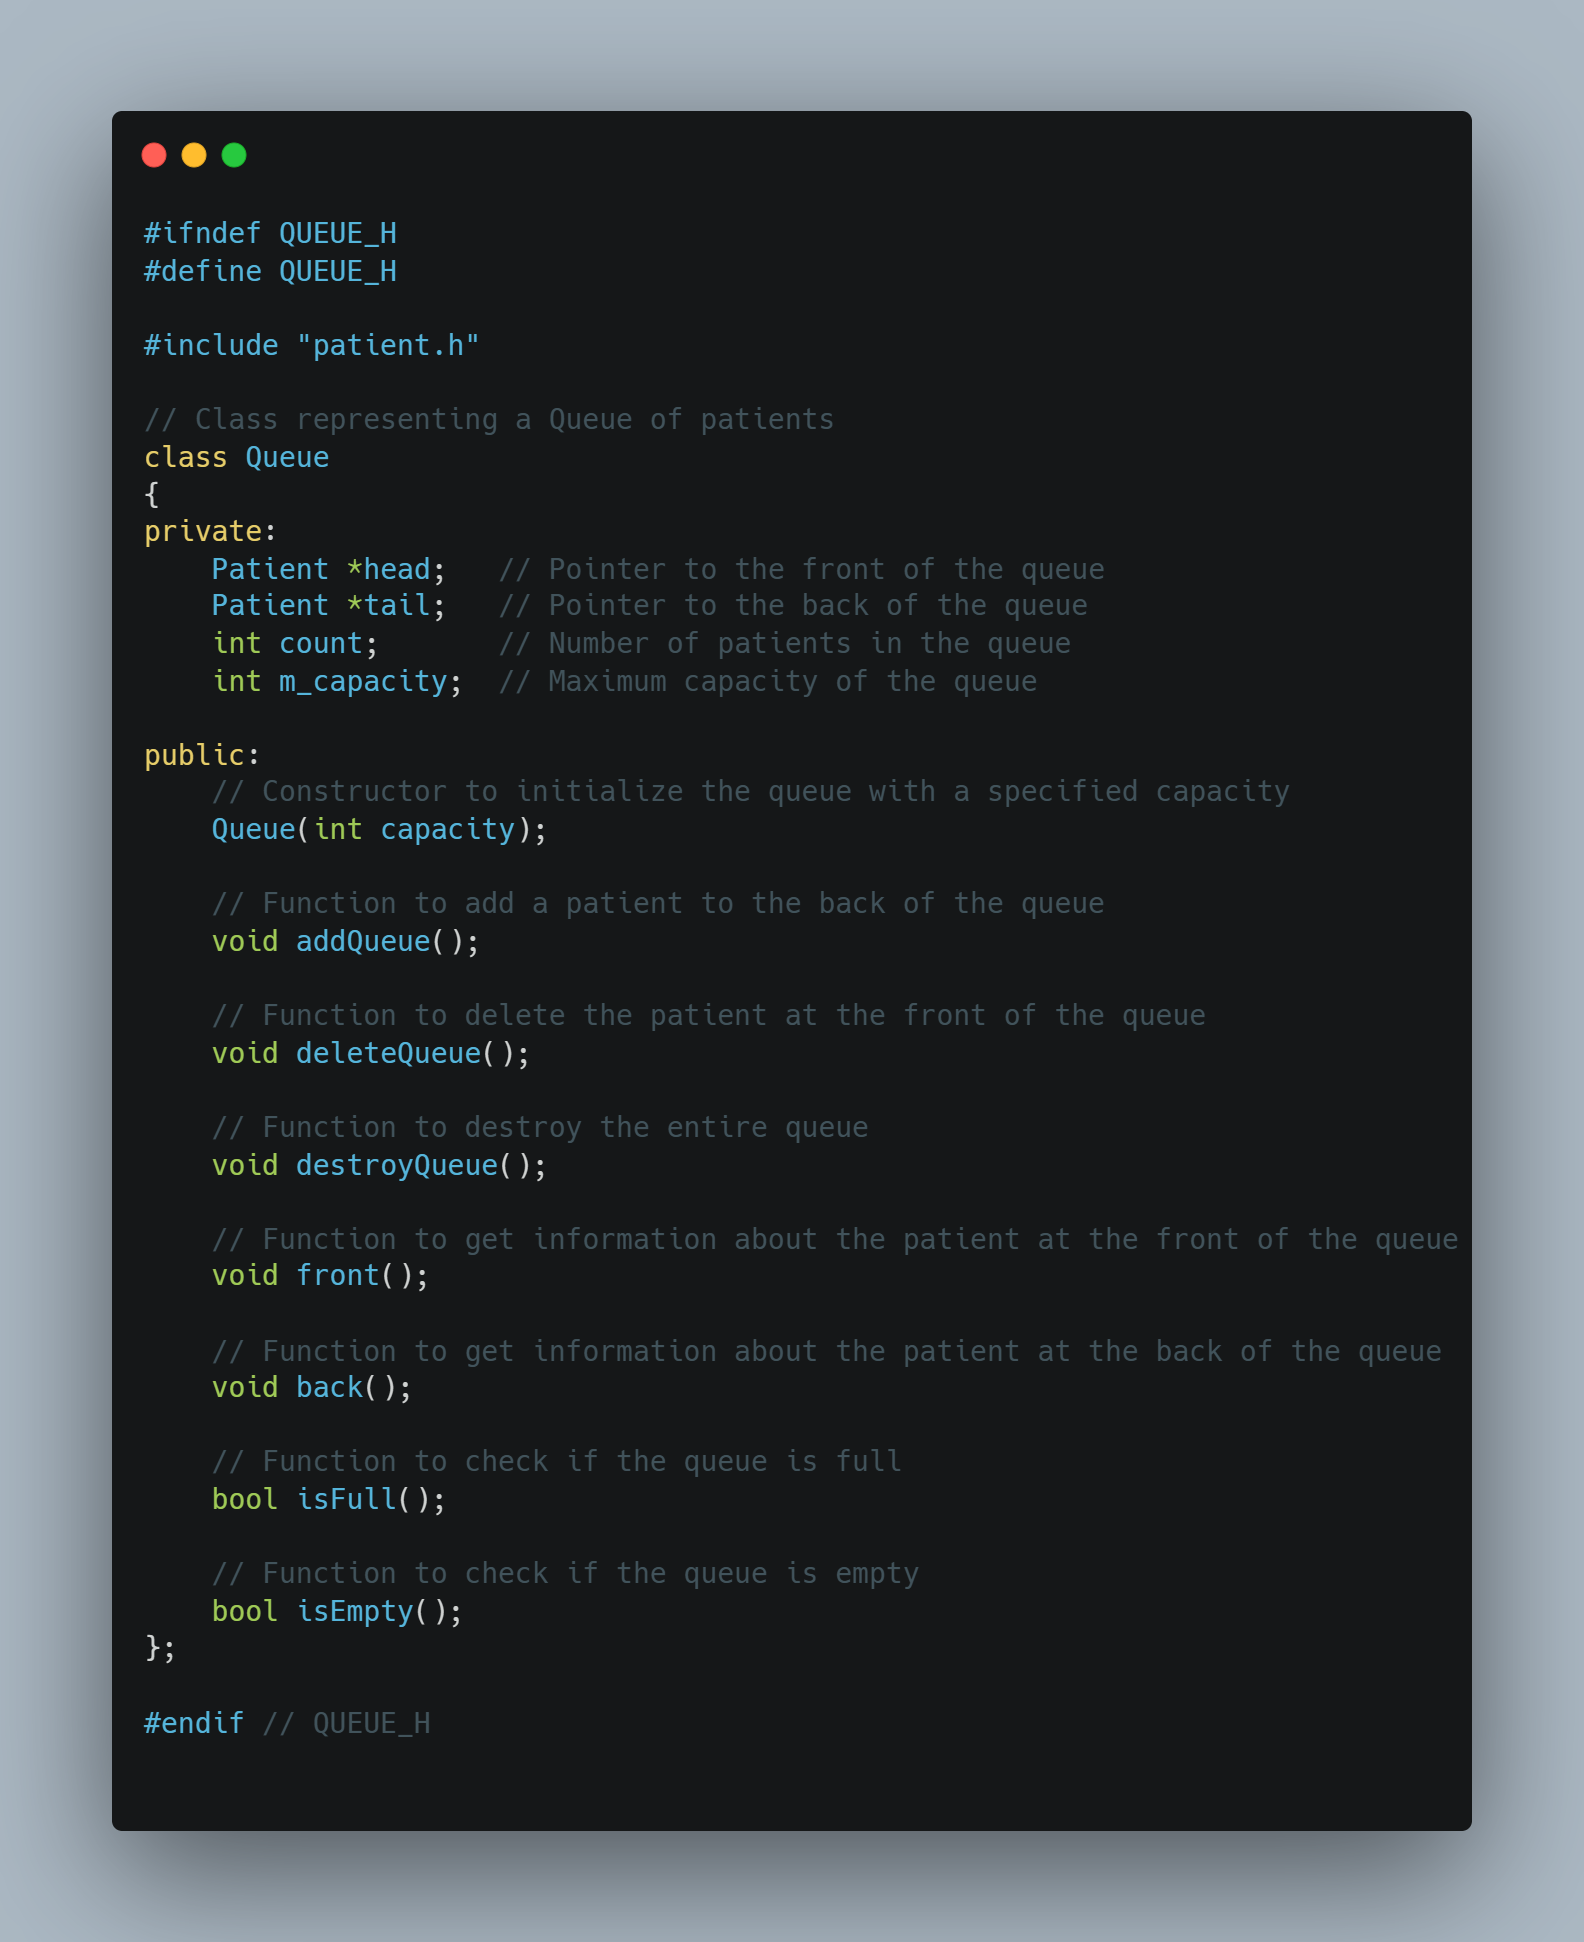 #ifndef QUEUE_H
#define QUEUE_H

#include "patient.h"

// Class representing a Queue of patients
class Queue
{
private:
    Patient *head;   // Pointer to the front of the queue
    Patient *tail;   // Pointer to the back of the queue
    int count;       // Number of patients in the queue
    int m_capacity;  // Maximum capacity of the queue

public:
    // Constructor to initialize the queue with a specified capacity
    Queue(int capacity);

    // Function to add a patient to the back of the queue
    void addQueue();

    // Function to delete the patient at the front of the queue
    void deleteQueue();

    // Function to destroy the entire queue
    void destroyQueue();

    // Function to get information about the patient at the front of the queue
    void front();

    // Function to get information about the patient at the back of the queue
    void back();

    // Function to check if the queue is full
    bool isFull();

    // Function to check if the queue is empty
    bool isEmpty();
};

#endif // QUEUE_H